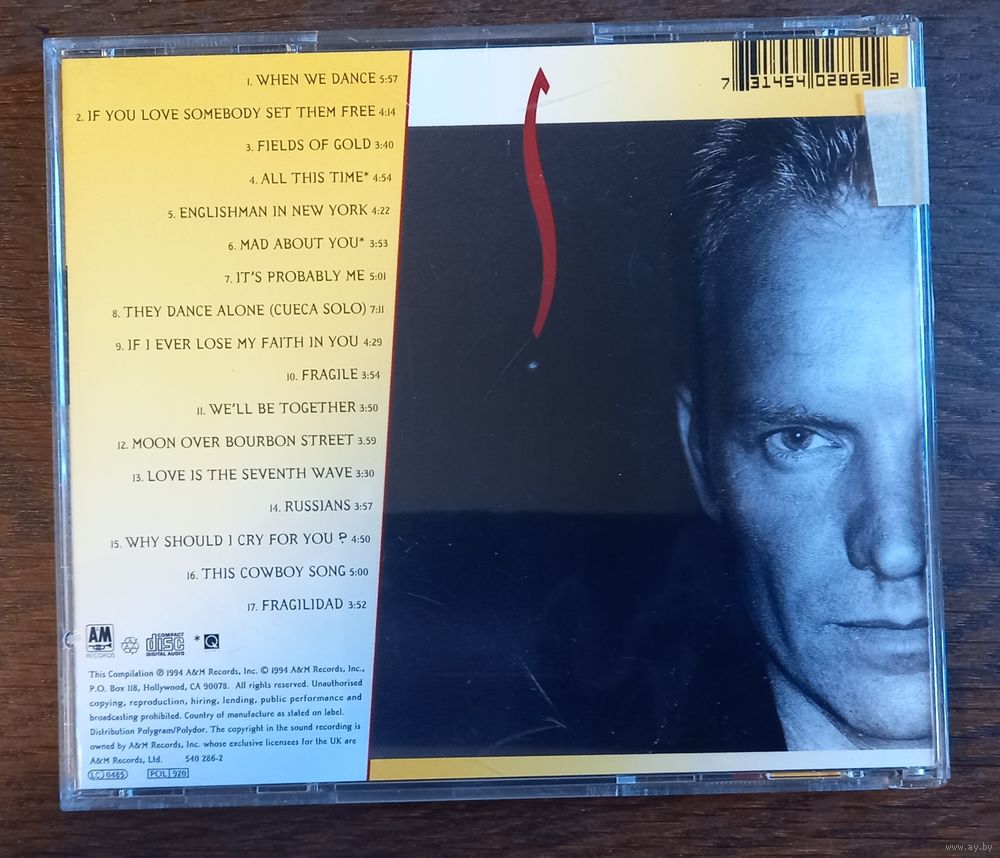 1. WHEN WE DANCE 5:57
2. IF YOU LOVE SOMEBODY SET THEM FREE 4:14
3. FIELDS OF GOLD 3:40
4. ALL THIS TIME* 4:54
5. ENGLISHMAN IN NEW YORK 4:22
6. MAD ABOUT YOU* 3:53
7. IT'S PROBABLY ME 5:01
8. THEY DANCE ALONE (CUECA SOLO) 7:11
9. IF I EVER LOSE MY FAITH IN YOU 4:29
10. FRAGILE 3:54
11. WE'LL BE TOGETHER 3:50
12. MOON OVER BOURBON STREET 3:59
13. LOVE IS THE SEVENTH WAVE 3:30
14. RUSSIANS 3:57
15. WHY SHOULD I CRY FOR YOU ? 4:50
16. THIS COWBOY SONG 5:00
17. FRAGILIDAD 3:52
A&M
RECORDS
COMPACT
disc
DIGITAL AUDIO
* Q
This Compilation ℗ 1994 A&M Records, Inc. © 1994 A&M Records, Inc.,
P.O. Box 118, Hollywood, CA 90078. All rights reserved. Unauthorised
copying, reproduction, hiring, lending, public performance and
broadcasting prohibited. Country of manufacture as stated on label.
Distribution Polygram/Polydor. The copyright in the sound recording is
owned by A&M Records, Inc. whose exclusive licensees for the UK are
A&M Records, Ltd. 540 286-2
LC 0485 POL 920
7 31454 02862 2
www.ay.by